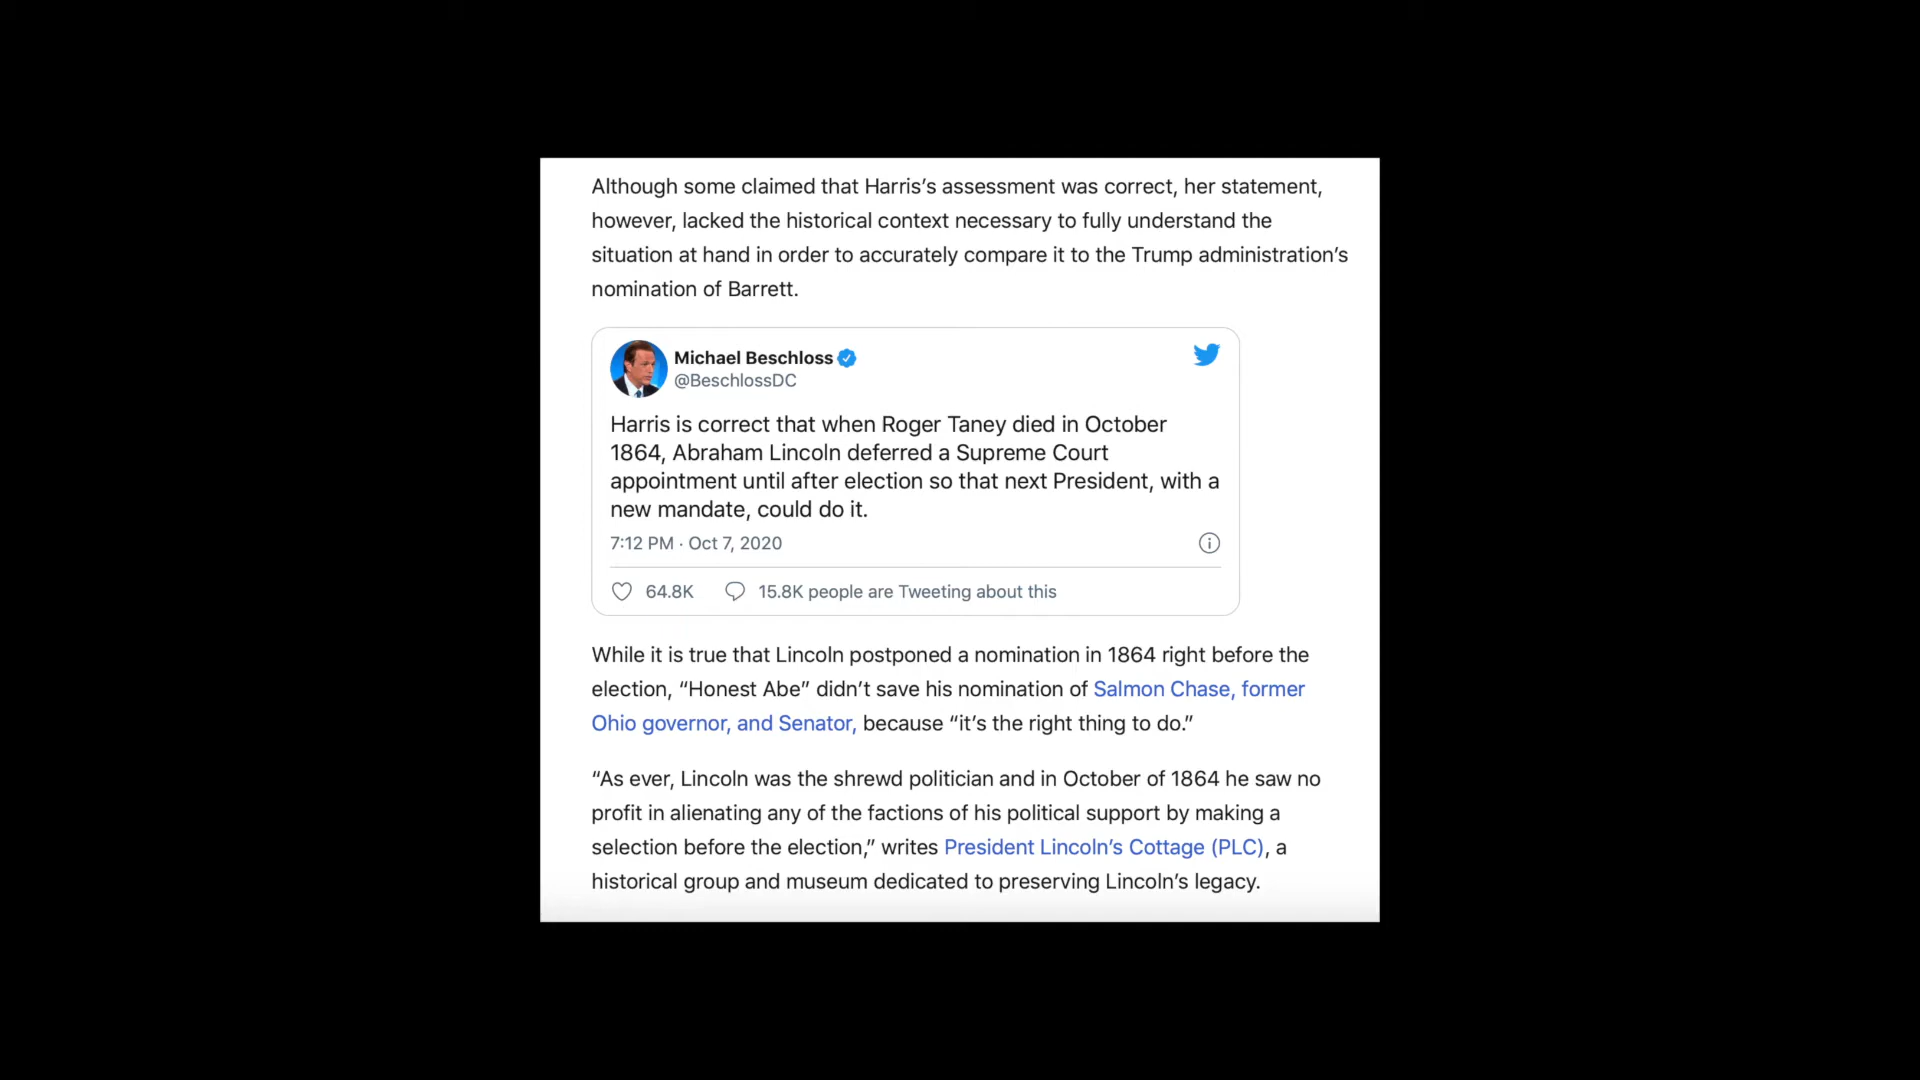 Although some claimed that Harris’s assessment was correct, her statement,
however, lacked the historical context necessary to fully understand the
situation at hand in order to accurately compare it to the Trump administration’s
nomination of Barrett.
Michael Beschloss
@BeschlossDC
Harris is correct that when Roger Taney died in October
1864, Abraham Lincoln deferred a Supreme Court
appointment until after election so that next President, with a
new mandate, could do it.
7:12 PM · Oct 7, 2020
64.8K 15.8K people are Tweeting about this
While it is true that Lincoln postponed a nomination in 1864 right before the
election, “Honest Abe” didn’t save his nomination of Salmon Chase, former
Ohio governor, and Senator, because “it’s the right thing to do.”
“As ever, Lincoln was the shrewd politician and in October of 1864 he saw no
profit in alienating any of the factions of his political support by making a
selection before the election,” writes President Lincoln’s Cottage (PLC), a
historical group and museum dedicated to preserving Lincoln’s legacy.